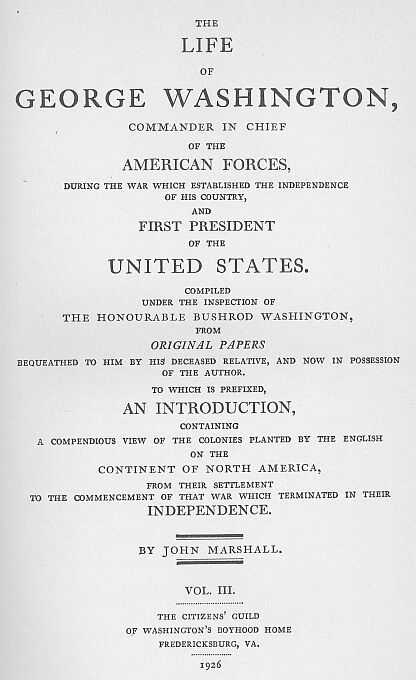 THE
LIFE
OF
GEORGE WASHINGTON,
COMMANDER IN CHIEF
OF THE
AMERICAN FORCES,
DURING THE WAR WHICH ESTABLISHED THE INDEPENDENCE
OF HIS COUNTRY,
AND
FIRST PRESIDENT
OF THE
UNITED STATES.
COMPILED
UNDER THE INSPECTION OF
THE HONOURABLE BUSHROD WASHINGTON,
FROM
ORIGINAL PAPERS
BEQUEATHED TO HIM BY HIS DECEASED RELATIVE, AND NOW IN POSSESSION
OF THE AUTHOR.
TO WHICH IS PREFIXED,
AN INTRODUCTION,
CONTAINING
A COMPENDIOUS VIEW OF THE COLONIES PLANTED BY THE ENGLISH
ON THE
CONTINENT OF NORTH AMERICA,
FROM THEIR SETTLEMENT
TO THE COMMENCEMENT OF THAT WAR WHICH TERMINATED IN THEIR
INDEPENDENCE.
BY JOHN MARSHALL.
VOL. III.
THE CITIZENS' GUILD
OF WASHINGTON'S BOYHOOD HOME
FREDERICKSBURG, VA.
1926